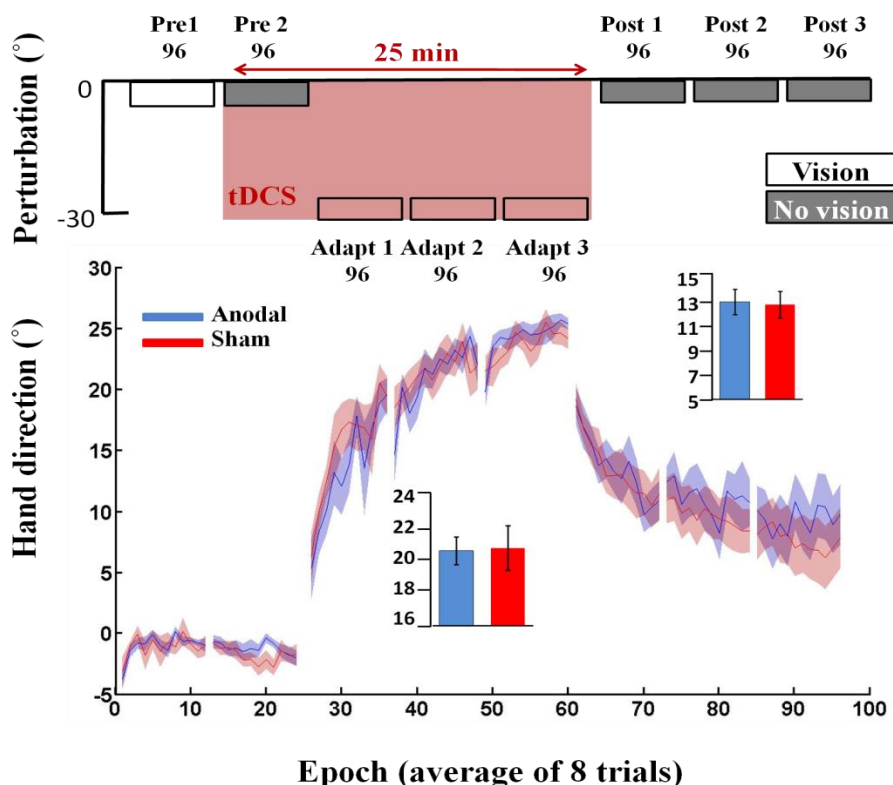 Pre1 Pre 2 Post 1 Post 2 Post 3
96 96 96 96 96
25 min
0
Perturbation (°)
tDCS
Vision
-30
No vision
Adapt 1 Adapt 2 Adapt 3
96 96 96
Hand direction (°)
30
25
20
15
10
5
0
-5
Anodal
Sham
15
13
11
9
7
5
24
22
20
18
16
0 10 20 30 40 50 60 70 80 90 100
Epoch (average of 8 trials)